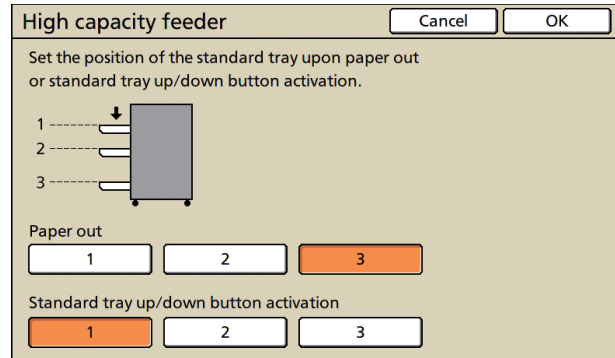 High capacity feeder Cancel OK
Set the position of the standard tray upon paper out
or standard tray up/down button activation.
1
2
3
Paper out
1 2 3
Standard tray up/down button activation
1 2 3